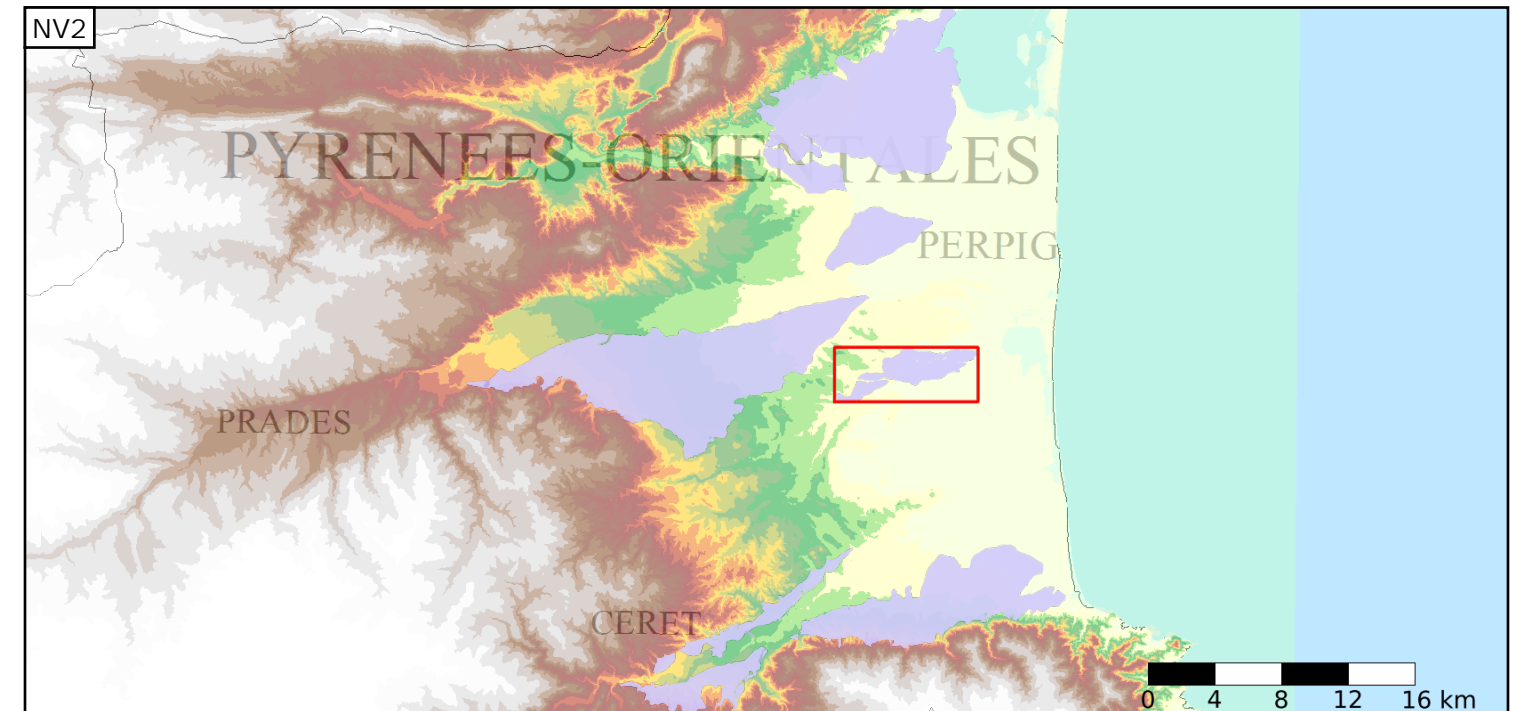 NV2
PYRENEES-ORIENTALES
PERPIG
PRADES
CERET
0 4 8 12 16 km